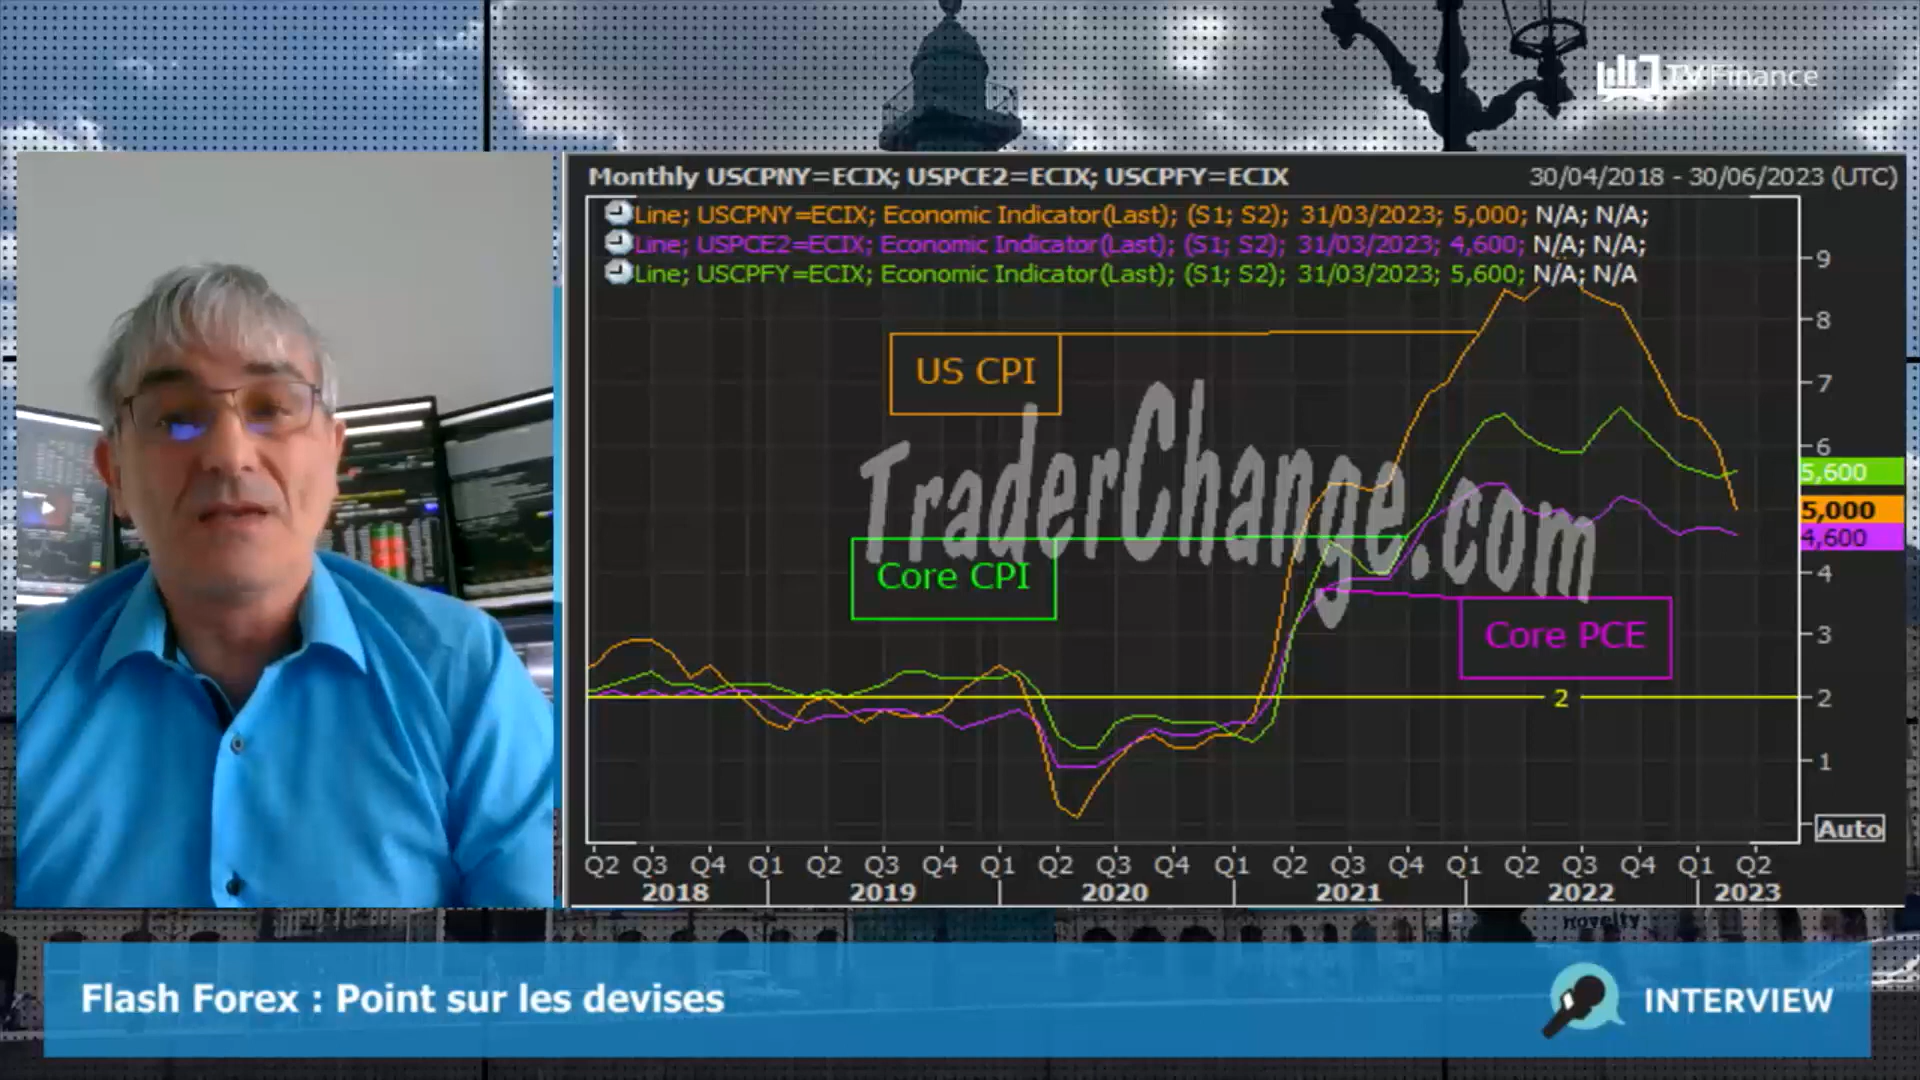 TV Finance
Monthly USCPNY=ECIX; USPCE2=ECIX; USCPFY=ECIX
30/04/2018 - 30/06/2023 (UTC)
Line; USCPNY=ECIX; Economic Indicator(Last); (S1; S2); 31/03/2023; 5,000; N/A; N/A;
Line; USPCE2=ECIX; Economic Indicator(Last); (S1; S2); 31/03/2023; 4,600; N/A; N/A;
Line; USCPFY=ECIX; Economic Indicator(Last); (S1; S2); 31/03/2023; 5,600; N/A; N/A
9
8
US CPI
7
TraderChange.com
6
5,600
5,000
4,600
Core CPI
4
Core PCE
3
2
2
1
Auto
Q2 Q3 Q4 Q1 Q2 Q3 Q4 Q1 Q2 Q3 Q4 Q1 Q2 Q3 Q4 Q1 Q2 Q3 Q4 Q1 Q2
2018 2019 2020 2021 2022 2023
novelty
Flash Forex : Point sur les devises
INTERVIEW